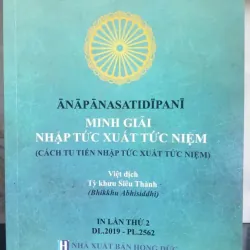 ĀNĀPĀNASATIDĪPANĪ
MINH GIẢI
NHẬP TỨC XUẤT TỨC NIỆM
(CÁCH TU TIẾN NHẬP TỨC XUẤT TỨC NIỆM)
Việt dịch
Tỳ khưu Siêu Thành
(Bhikkhu Abhisiddhi)
IN LẦN THỨ 2
DL.2019 - PL.2562
NHÀ XUẤT BẢN HỒNG ĐỨC